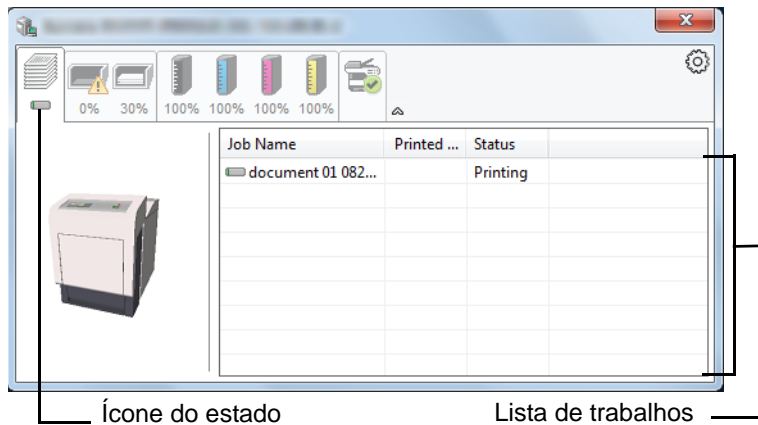 0% 30% 100% 100% 100% 100%
Job Name Printed ... Status
document 01 082... Printing
Ícone do estado Lista de trabalhos